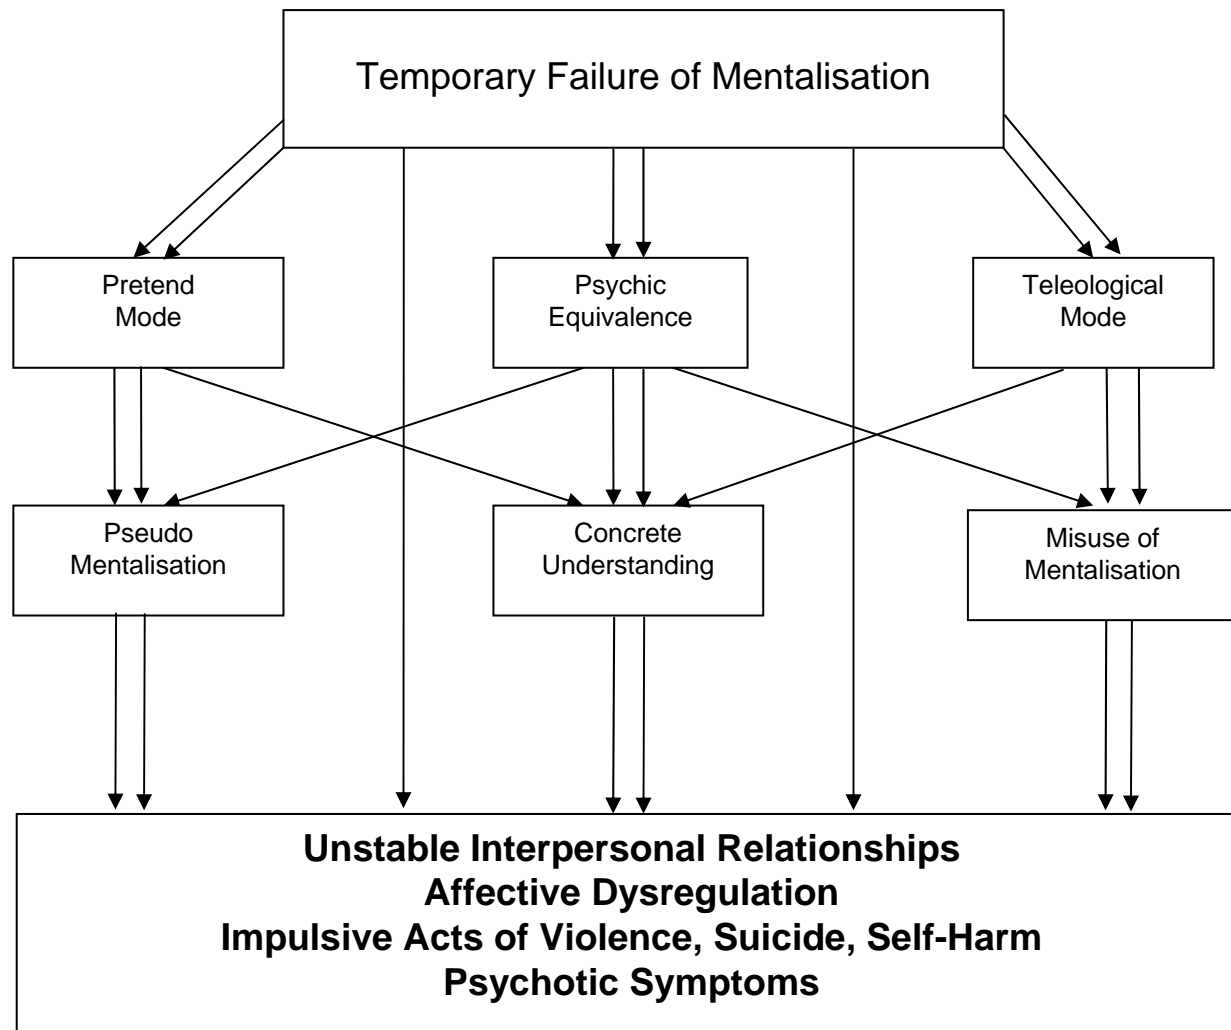 Temporary Failure of Mentalisation
Pretend
Mode
Psychic
Equivalence
Teleological
Mode
Pseudo
Mentalisation
Concrete
Understanding
Misuse of
Mentalisation
Unstable Interpersonal Relationships
Affective Dysregulation
Impulsive Acts of Violence, Suicide, Self-Harm
Psychotic Symptoms